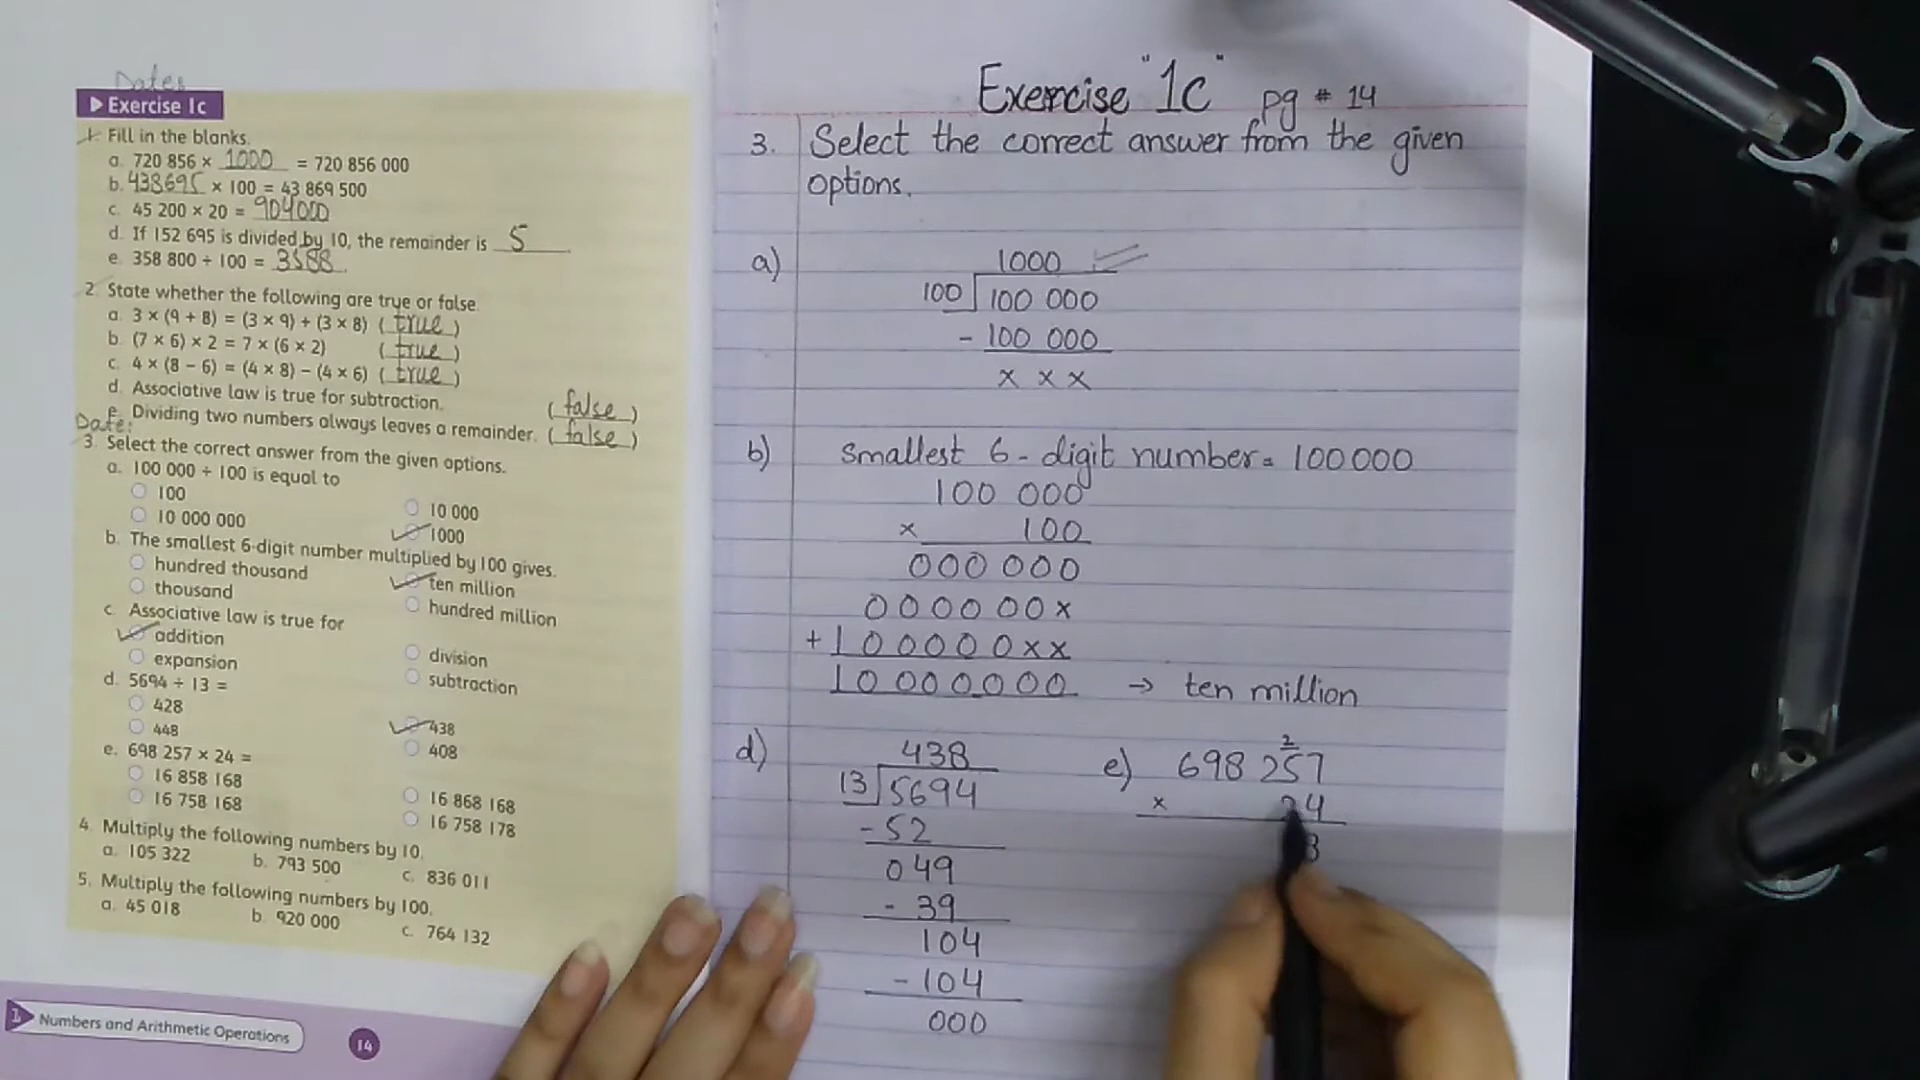 Dates
Exercise 1c
1. Fill in the blanks.
a. 720 856 × 1000 = 720 856 000
b. 438695 × 100 = 43 869 500
c. 45 200 × 20 = 904000
d. If 152 695 is divided by 10, the remainder is 5
e. 358 800 ÷ 100 = 3588
2. State whether the following are true or false.
a. 3 × (9 + 8) = (3 × 9) + (3 × 8) (true)
b. (7 × 6) × 2 = 7 × (6 × 2) (true)
c. 4 × (8 – 6) = (4 × 8) – (4 × 6) (true)
d. Associative law is true for subtraction. (false)
e. Dividing two numbers always leaves a remainder. (false)
Date:
3. Select the correct answer from the given options.
a. 100 000 ÷ 100 is equal to
100
10 000
10 000 000
1000
b. The smallest 6-digit number multiplied by 100 gives.
hundred thousand
ten million
thousand
hundred million
c. Associative law is true for
addition
division
expansion
subtraction
d. 5694 ÷ 13 =
428
438
448
408
e. 698 257 × 24 =
16 858 168
16 868 168
16 758 168
16 758 178
4. Multiply the following numbers by 10.
a. 105 322 b. 793 500 c. 836 011
5. Multiply the following numbers by 100.
a. 45 018 b. 920 000 c. 764 132
1 Numbers and Arithmetic Operations
14
Exercise "1c" pg # 14
3. Select the correct answer from the given
options.
a) 1000
100 100 000
- 100 000
x x x
b) Smallest 6 - digit number = 100 000
100 000
x 100
000 000
000000x
+100000xx
10 000000 → ten million
d) 438
13 5694
- 52
049
- 39
104
- 104
000
e) 2
698 257
x 24
8